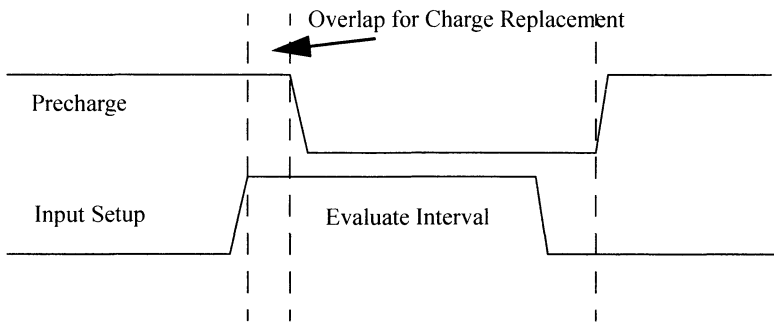 Overlap for Charge Replacement
Precharge
Input Setup
Evaluate Interval